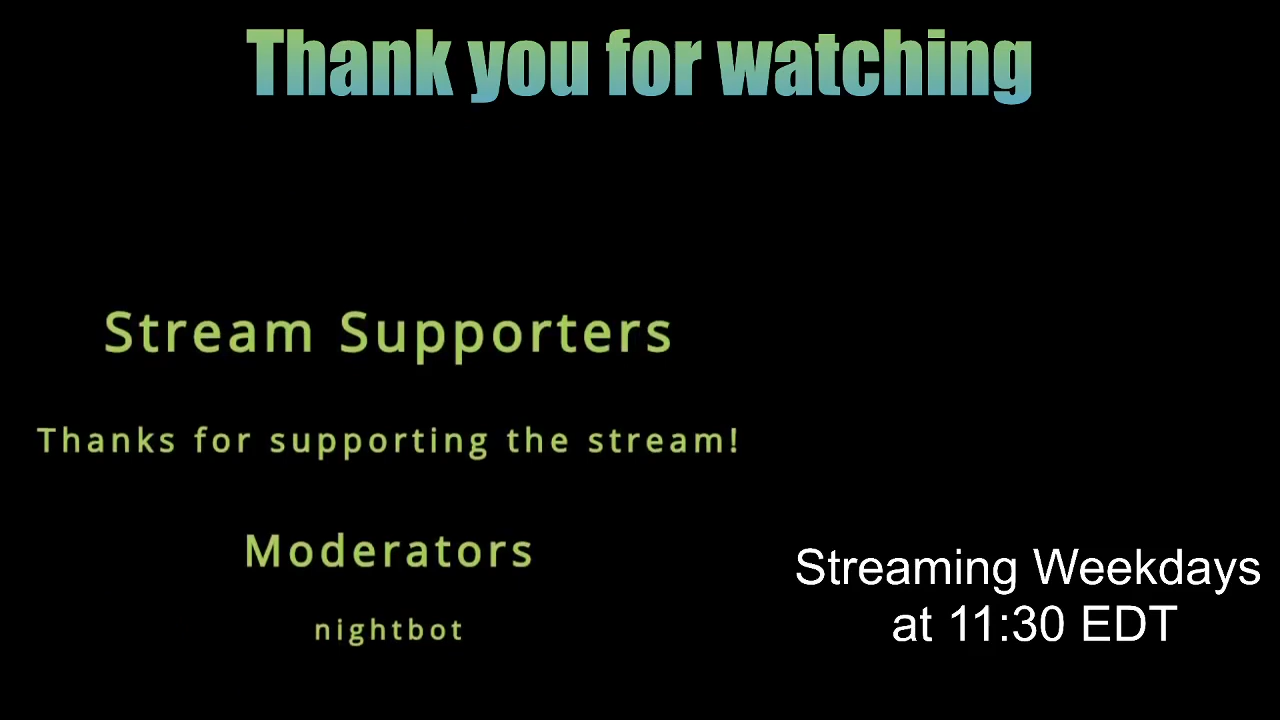 Thank you for watching
Stream Supporters
Thanks for supporting the stream!
Moderators
nightbot
Streaming Weekdays
at 11:30 EDT